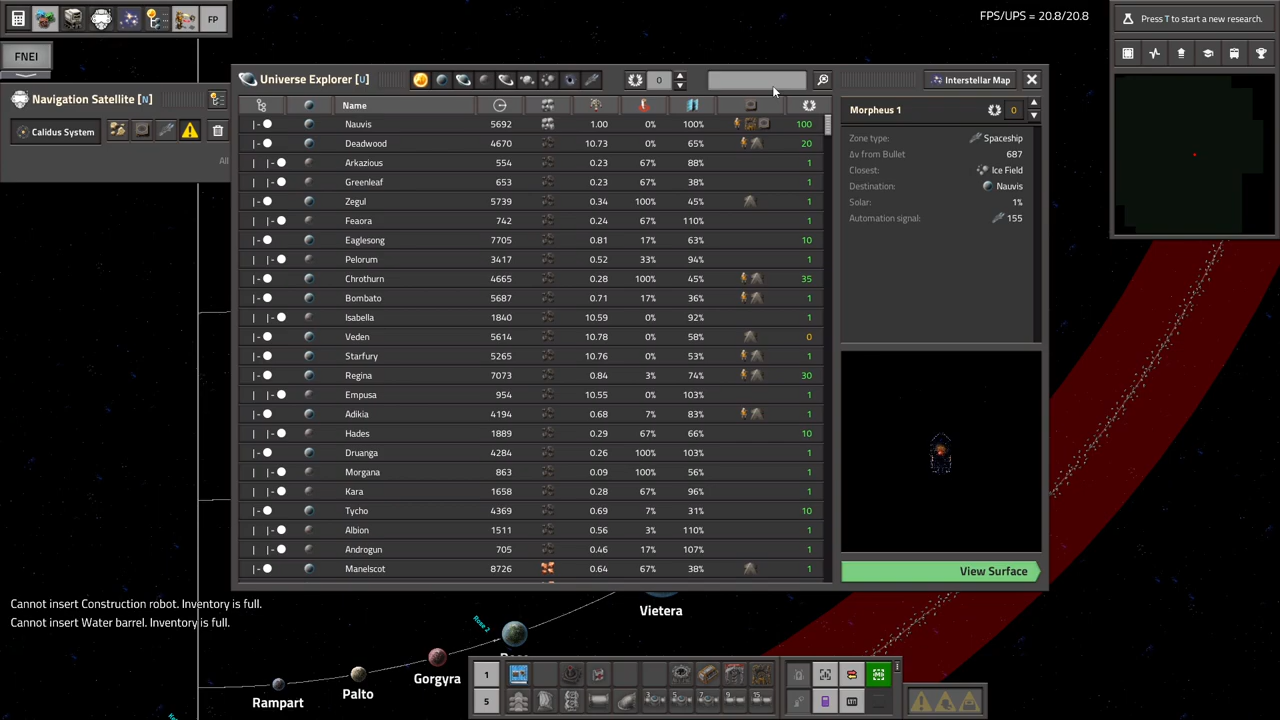 FPS/UPS = 20.8/20.8
Press T to start a new research.
FP
FNEI
Navigation Satellite [N]
Calidus System
All
Universe Explorer [U]
0
Interstellar Map
Name
Nauvis 5692 1.00 0% 100% 100
Deadwood 4670 10.73 0% 65% 20
Arkazious 554 0.23 67% 88% 1
Greenleaf 653 0.23 67% 38% 1
Zegul 5739 0.34 100% 45% 1
Feaora 742 0.24 67% 110% 1
Eaglesong 7705 0.81 17% 63% 10
Pelorum 3417 0.52 33% 94% 1
Chrothurn 4665 0.28 100% 45% 35
Bombato 5687 0.71 17% 36% 1
Isabella 1840 10.59 0% 92% 1
Veden 5614 10.78 0% 58% 0
Starfury 5265 10.76 0% 53% 1
Regina 7073 0.84 3% 74% 30
Empusa 954 10.55 0% 103% 1
Adikia 4194 0.68 7% 83% 1
Hades 1889 0.29 67% 66% 10
Druanga 4284 0.26 100% 103% 1
Morgana 863 0.09 100% 56% 1
Kara 1658 0.28 67% 96% 1
Tycho 4369 0.69 7% 31% 10
Albion 1511 0.56 3% 110% 1
Androgun 705 0.46 17% 107% 1
Manelscot 8726 0.64 67% 38% 1
Morpheus 1 0
Zone type: Spaceship
Δv from Bullet 687
Closest: Ice Field
Destination: Nauvis
Solar: 1%
Automation signal: 155
View Surface
Cannot insert Construction robot. Inventory is full.
Cannot insert Water barrel. Inventory is full.
Vietera
Rose 2
Gorgyra
Palto
Rampart
1
5